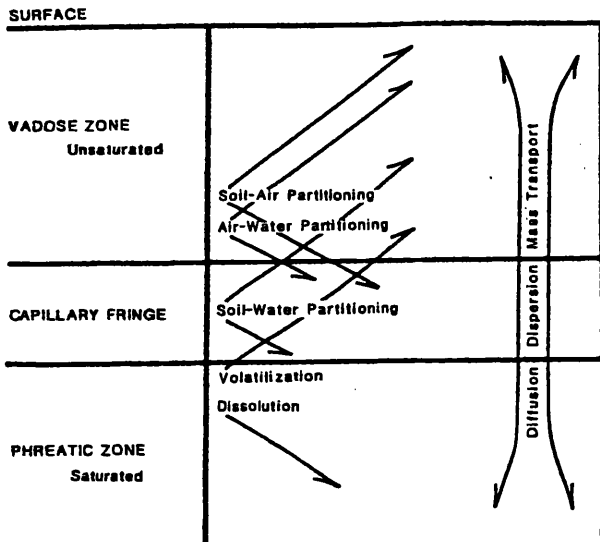 SURFACE
VADOSE ZONE
Unsaturated
Soil-Air Partitioning
Air-Water Partitioning
CAPILLARY FRINGE
Soil-Water Partitioning
Volatilization
Dissolution
PHREATIC ZONE
Saturated
Diffusion Dispersion Mass Transport